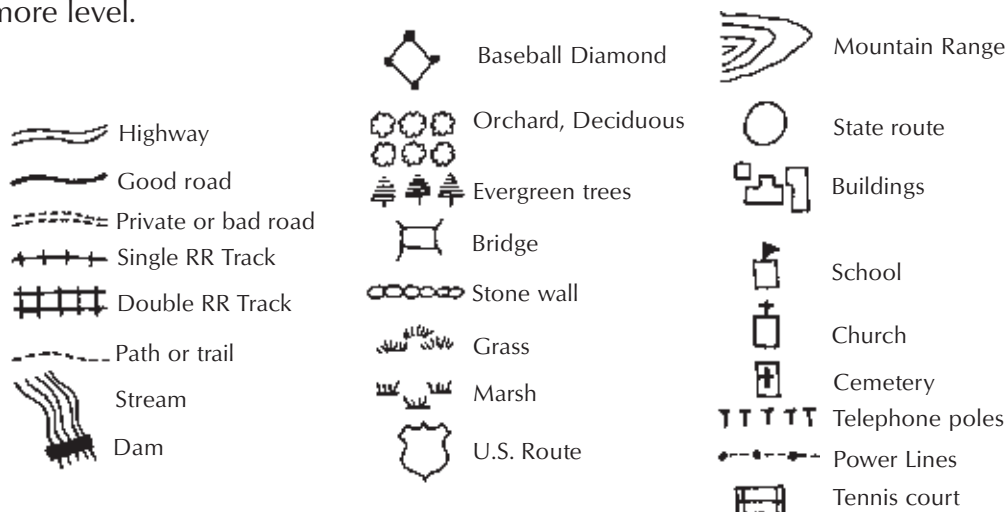 more level.
Highway
Good road
Private or bad road
Single RR Track
Double RR Track
Path or trail
Stream
Dam
Baseball Diamond
Orchard, Deciduous
Evergreen trees
Bridge
Stone wall
Grass
Marsh
U.S. Route
Mountain Range
State route
Buildings
School
Church
Cemetery
Telephone poles
Power Lines
Tennis court